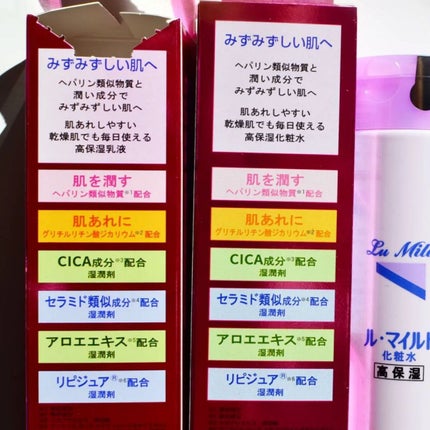 みずみずしい肌へ
ヘパリン類似物質と
潤い成分で
みずみずしい肌へ
肌あれしやすい
乾燥肌でも毎日使える
高保湿乳液
肌を潤す
ヘパリン類似物質※1配合
肌あれに
グリチルリチン酸ジカリウム※2配合
CICA成分※3配合
湿潤剤
セラミド類似成分※4配合
湿潤剤
アロエエキス※5配合
湿潤剤
リピジュア®※6配合
湿潤剤
みずみずしい肌へ
ヘパリン類似物質と
潤い成分で
みずみずしい肌へ
肌あれしやすい
乾燥肌でも毎日使える
高保湿化粧水
肌を潤す
ヘパリン類似物質※1配合
肌あれに
グリチルリチン酸ジカリウム※2配合
CICA成分※3配合
湿潤剤
セラミド類似成分※4配合
湿潤剤
アロエエキス※5配合
湿潤剤
リピジュア®※6配合
湿潤剤
Lu Mild
ル・マイルド
化粧水
高保湿